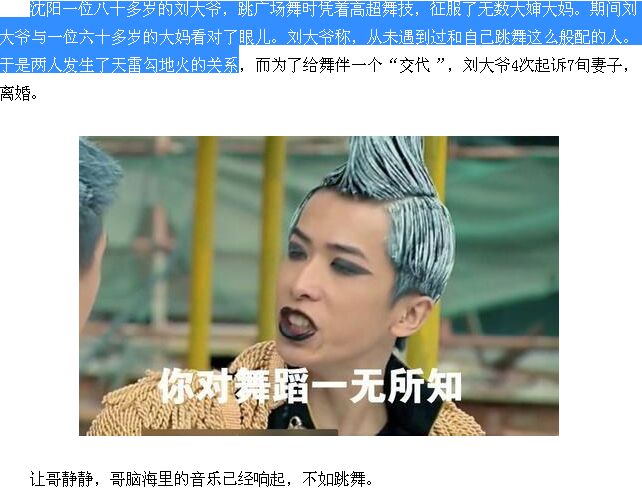 沈阳一位八十多岁的刘大爷，跳广场舞时凭着高超舞技，征服了无数大婶大妈。期间刘
大爷与一位六十多岁的大妈看对了眼儿。刘大爷称，从未遇到过和自己跳舞这么般配的人。
于是两人发生了天雷勾地火的关系，而为了给舞伴一个“交代 ”，刘大爷4次起诉7旬妻子，
离婚。
你对舞蹈一无所知
让哥静静，哥脑海里的音乐已经响起，不如跳舞。